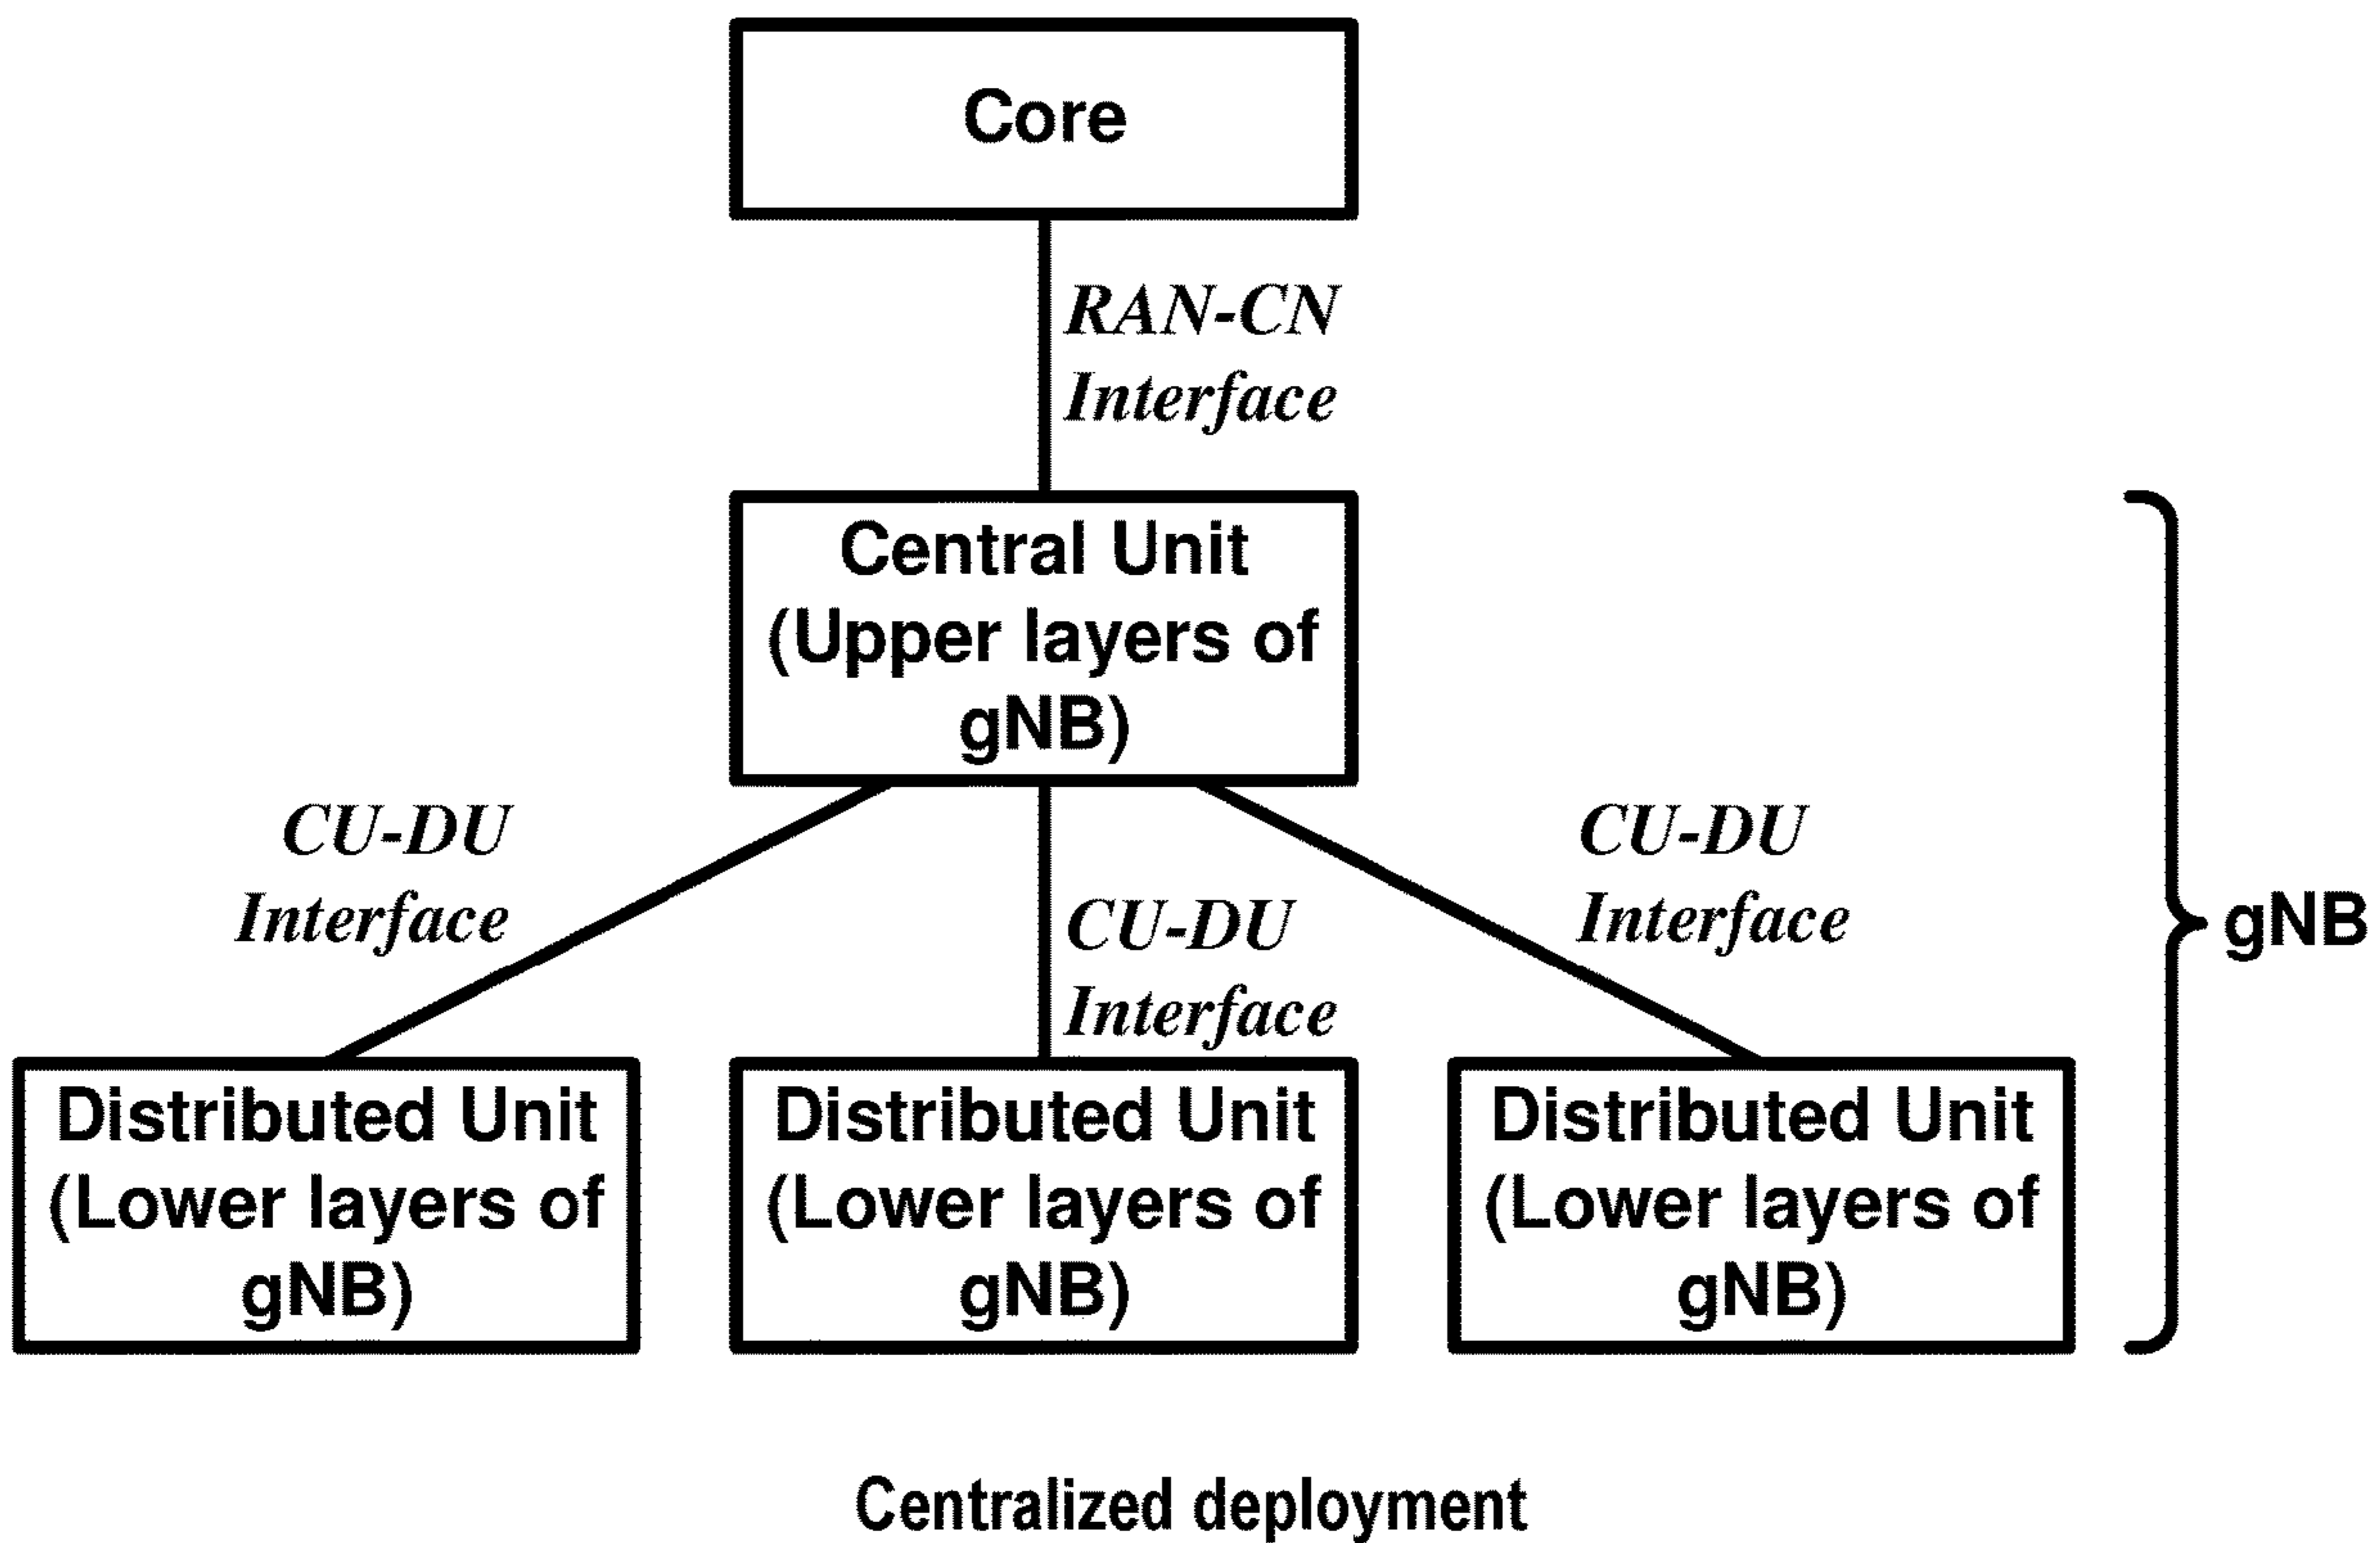 Core
RAN-CN
Interface
Central Unit
(Upper layers of
gNB)
CU-DU
Interface
CU-DU
Interface
CU-DU
Interface
gNB
Distributed Unit
(Lower layers of
gNB)
Distributed Unit
(Lower layers of
gNB)
Distributed Unit
(Lower layers of
gNB)
Centralized deployment